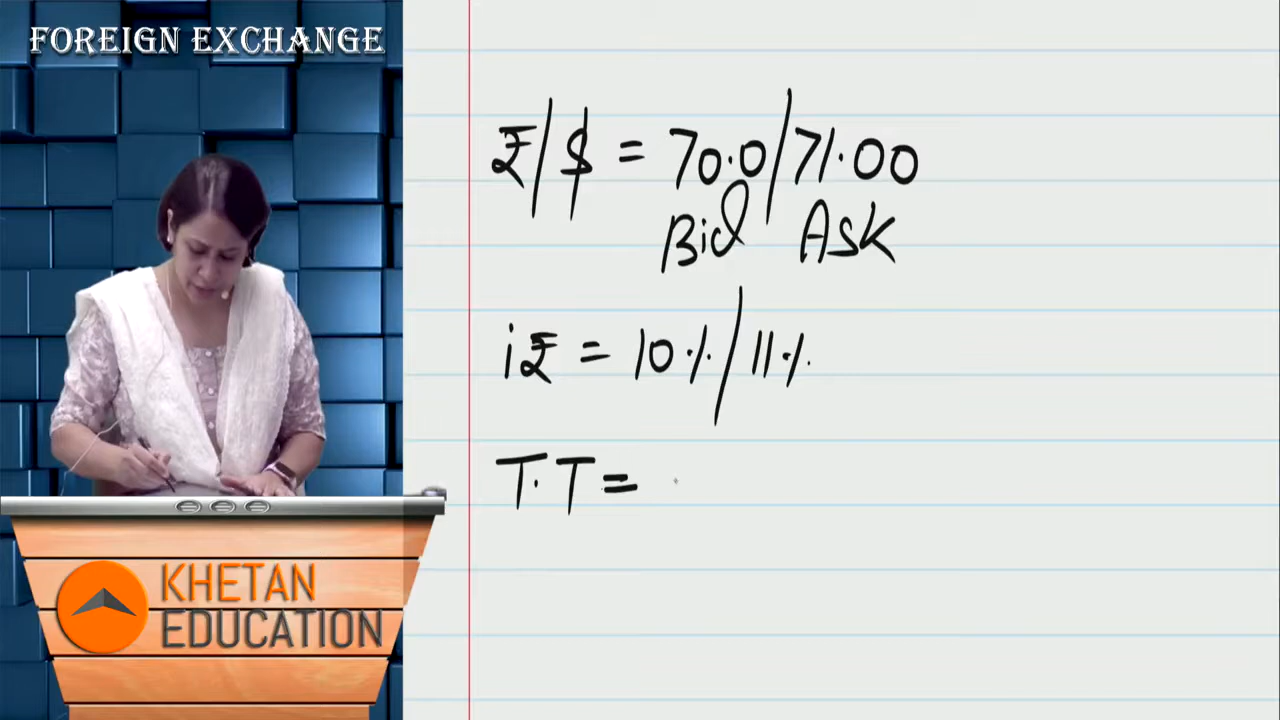 FOREIGN EXCHANGE
₹/$ = 70.0/71.00
Bid Ask
i₹ = 10%/11%
T.T =
KHETAN
EDUCATION